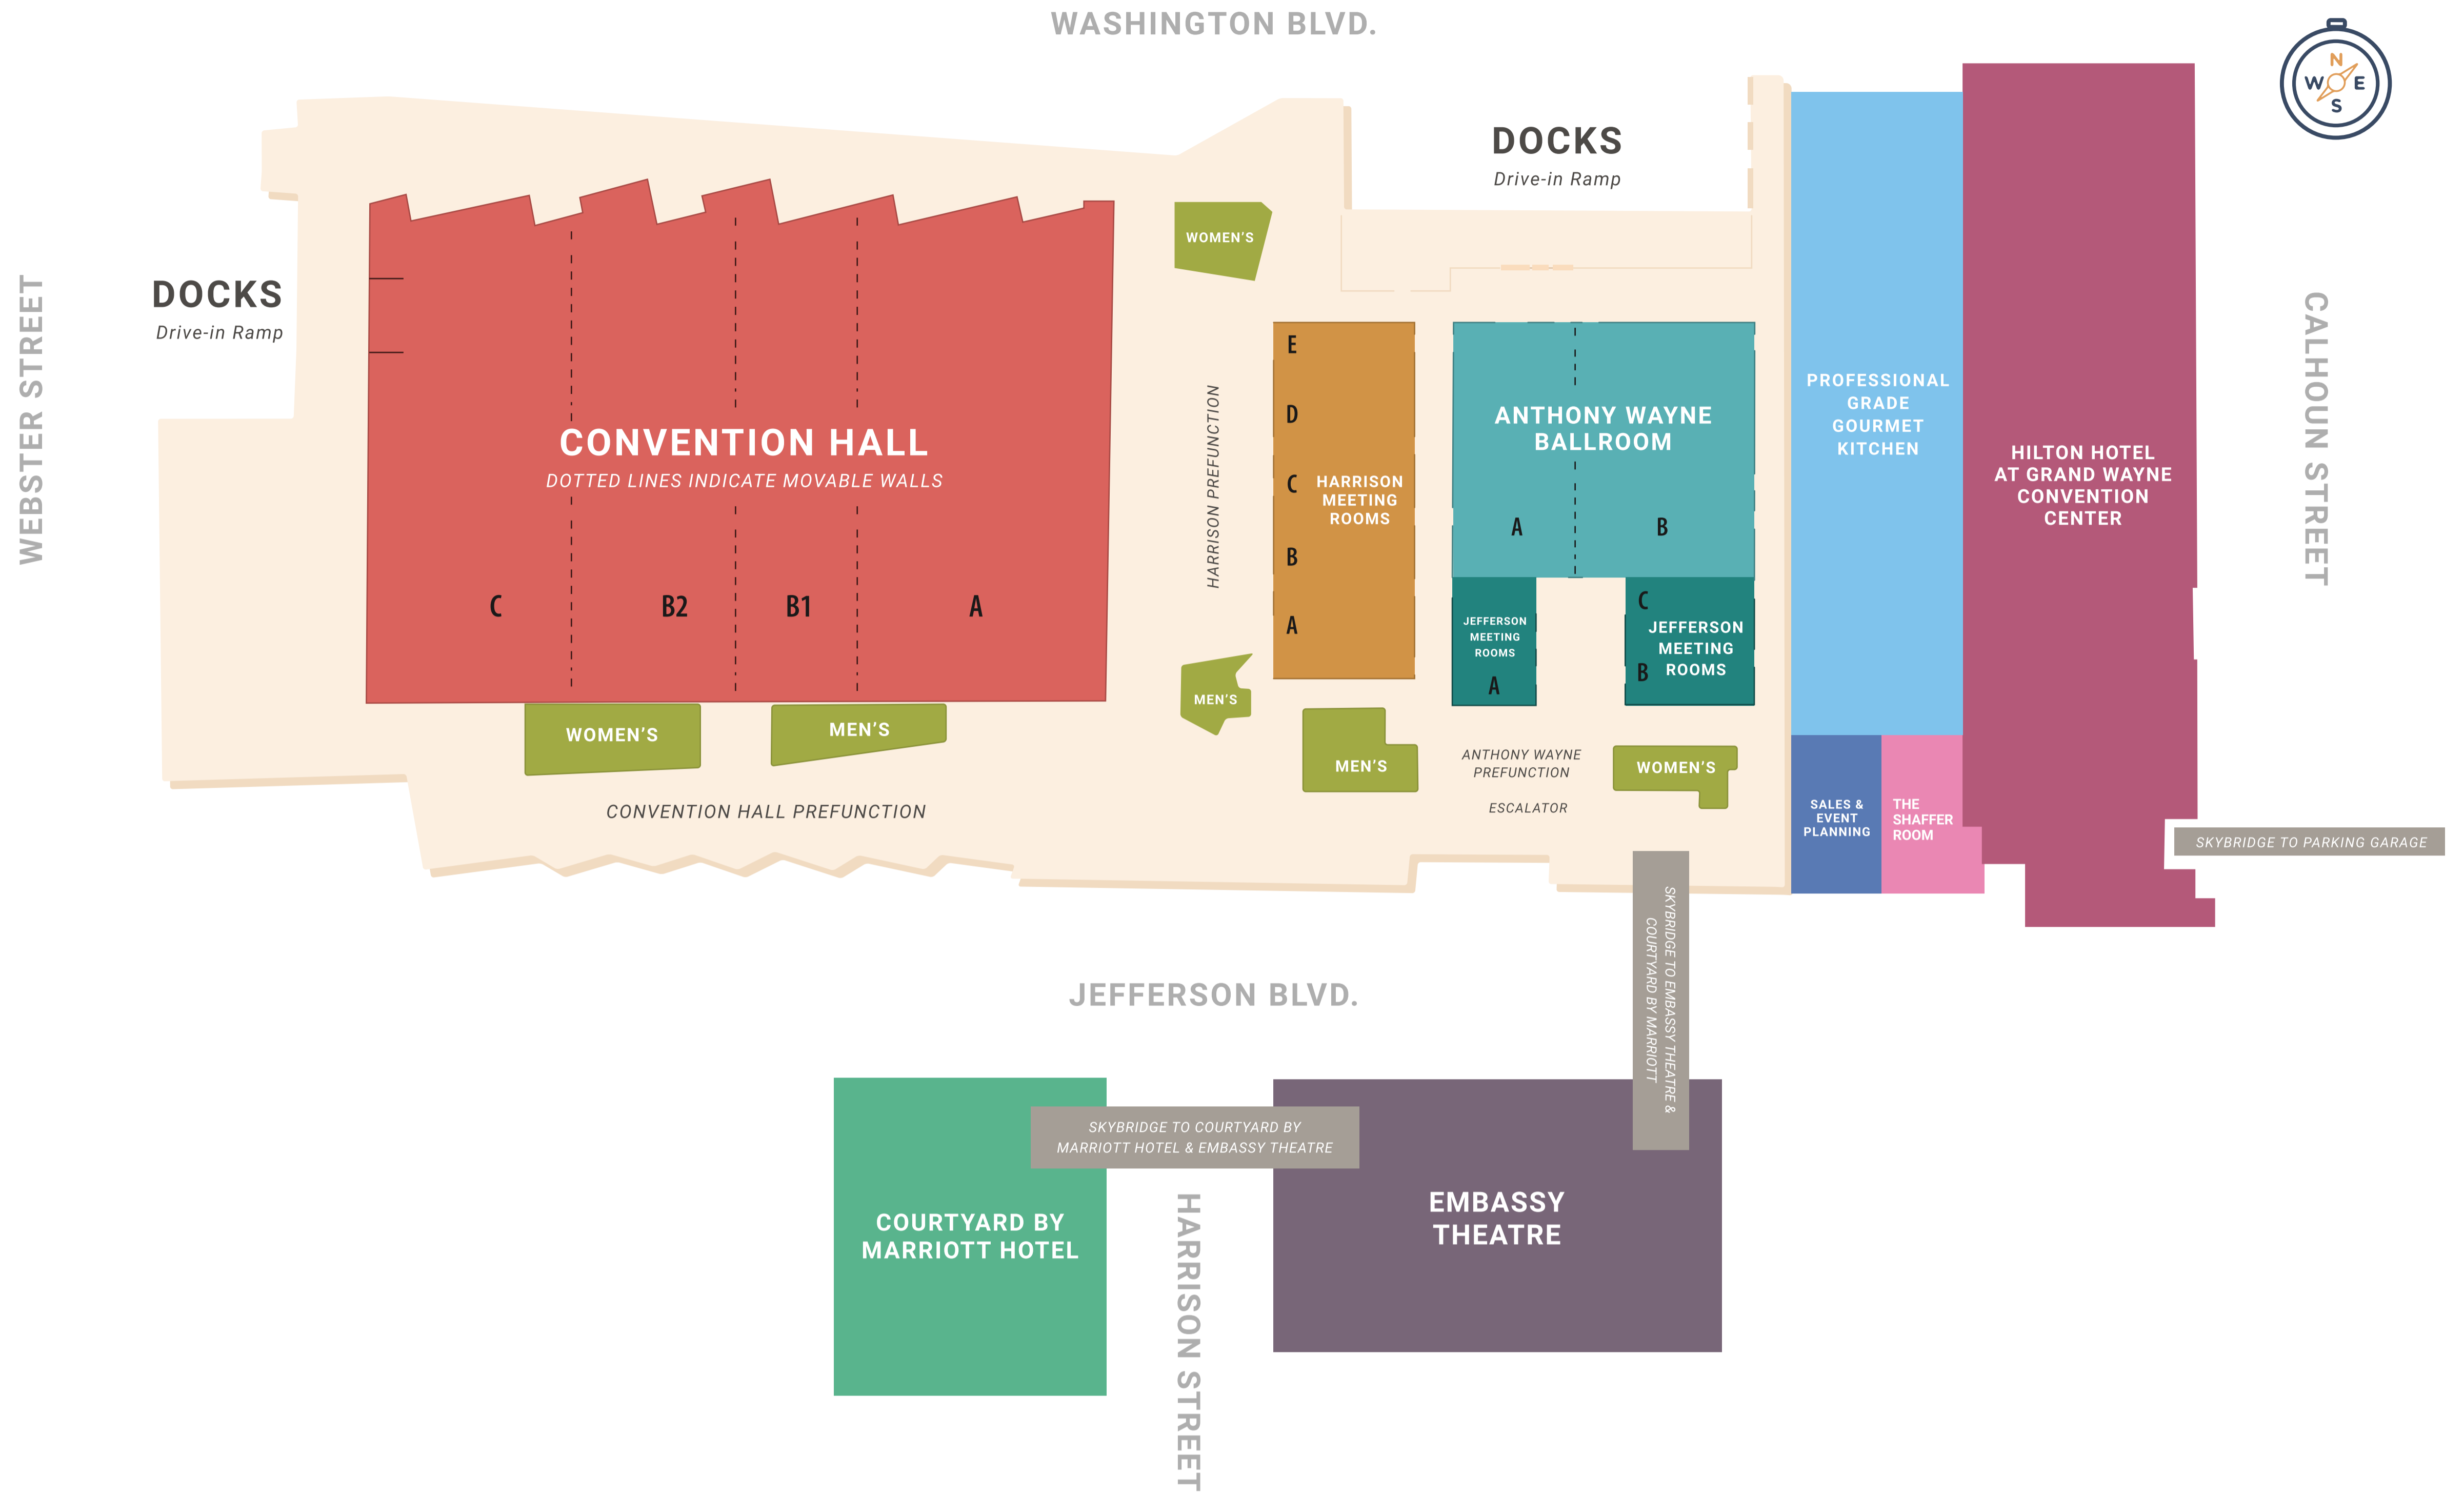 WASHINGTON BLVD.
N
W
E
S
DOCKS
Drive-in Ramp
WOMEN'S
DOCKS
Drive-in Ramp
WEBSTER STREET
CALHOUN STREET
CONVENTION HALL
DOTTED LINES INDICATE MOVABLE WALLS
C
B2
B1
A
HARRISON PREFUNCTION
E
D
C
B
A
HARRISON
MEETING
ROOMS
ANTHONY WAYNE
BALLROOM
A
B
JEFFERSON
MEETING
ROOMS
A
C
JEFFERSON
MEETING
B
ROOMS
PROFESSIONAL
GRADE
GOURMET
KITCHEN
HILTON HOTEL
AT GRAND WAYNE
CONVENTION
CENTER
WOMEN'S
MEN'S
MEN'S
MEN'S
ANTHONY WAYNE
PREFUNCTION
ESCALATOR
WOMEN'S
CONVENTION HALL PREFUNCTION
SALES &
EVENT
PLANNING
THE
SHAFFER
ROOM
SKYBRIDGE TO PARKING GARAGE
SKYBRIDGE TO EMBASSY THEATRE &
COURTYARD BY MARRIOTT
JEFFERSON BLVD.
SKYBRIDGE TO COURTYARD BY
MARRIOTT HOTEL & EMBASSY THEATRE
COURTYARD BY
MARRIOTT HOTEL
HARRISON STREET
EMBASSY
THEATRE